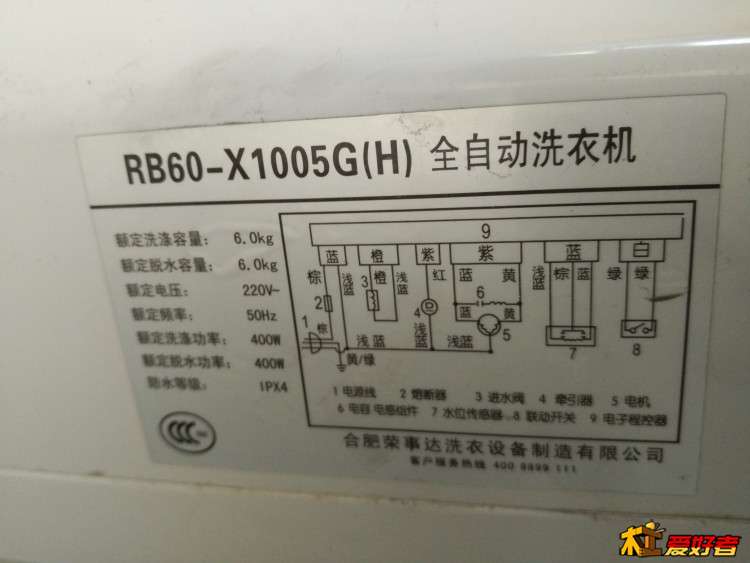 RB60-X1005G(H) 全自动洗衣机
额定洗涤容量： 6.0kg
额定脱水容量： 6.0kg
额定电压： 220V~
额定频率： 50Hz
额定洗涤功率： 400W
额定脱水功率： 400W
防水等级： IPX4
9
蓝 橙 紫 紫 蓝 白
棕 浅蓝 橙 浅蓝 红 蓝 黄 浅蓝 棕 蓝 绿 绿
2 3 4 6
蓝 黄
1 棕 5 7 8
浅蓝 浅蓝 浅蓝
黄/绿
1 电源线 2 熔断器 3 进水阀 4 牵引器 5 电机
6 电容 电感组件 7 水位传感器 8 联动开关 9 电子程控器
合肥荣事达洗衣设备制造有限公司
客户服务热线 400 8899 111
爱好者